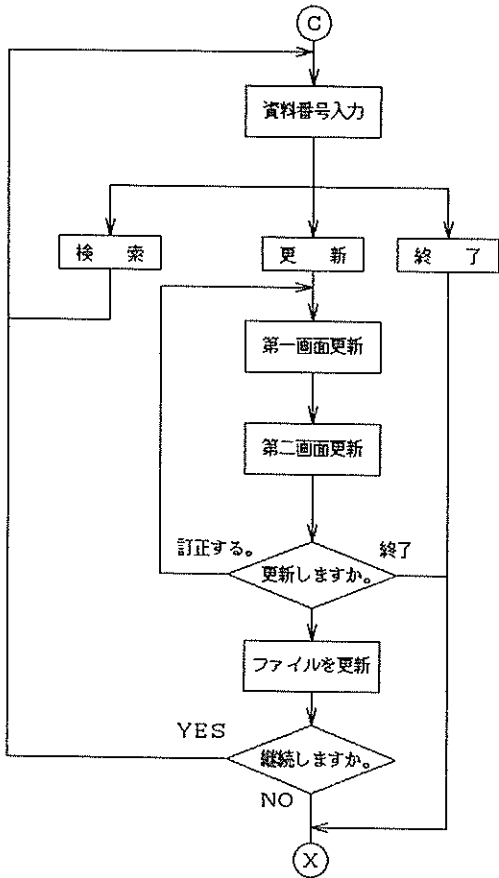 C
資料番号入力
検 索
更 新
終 了
第一画面更新
第二画面更新
訂正する。
終了
更新しますか。
ファイルを更新
YES
継続しますか。
NO
X